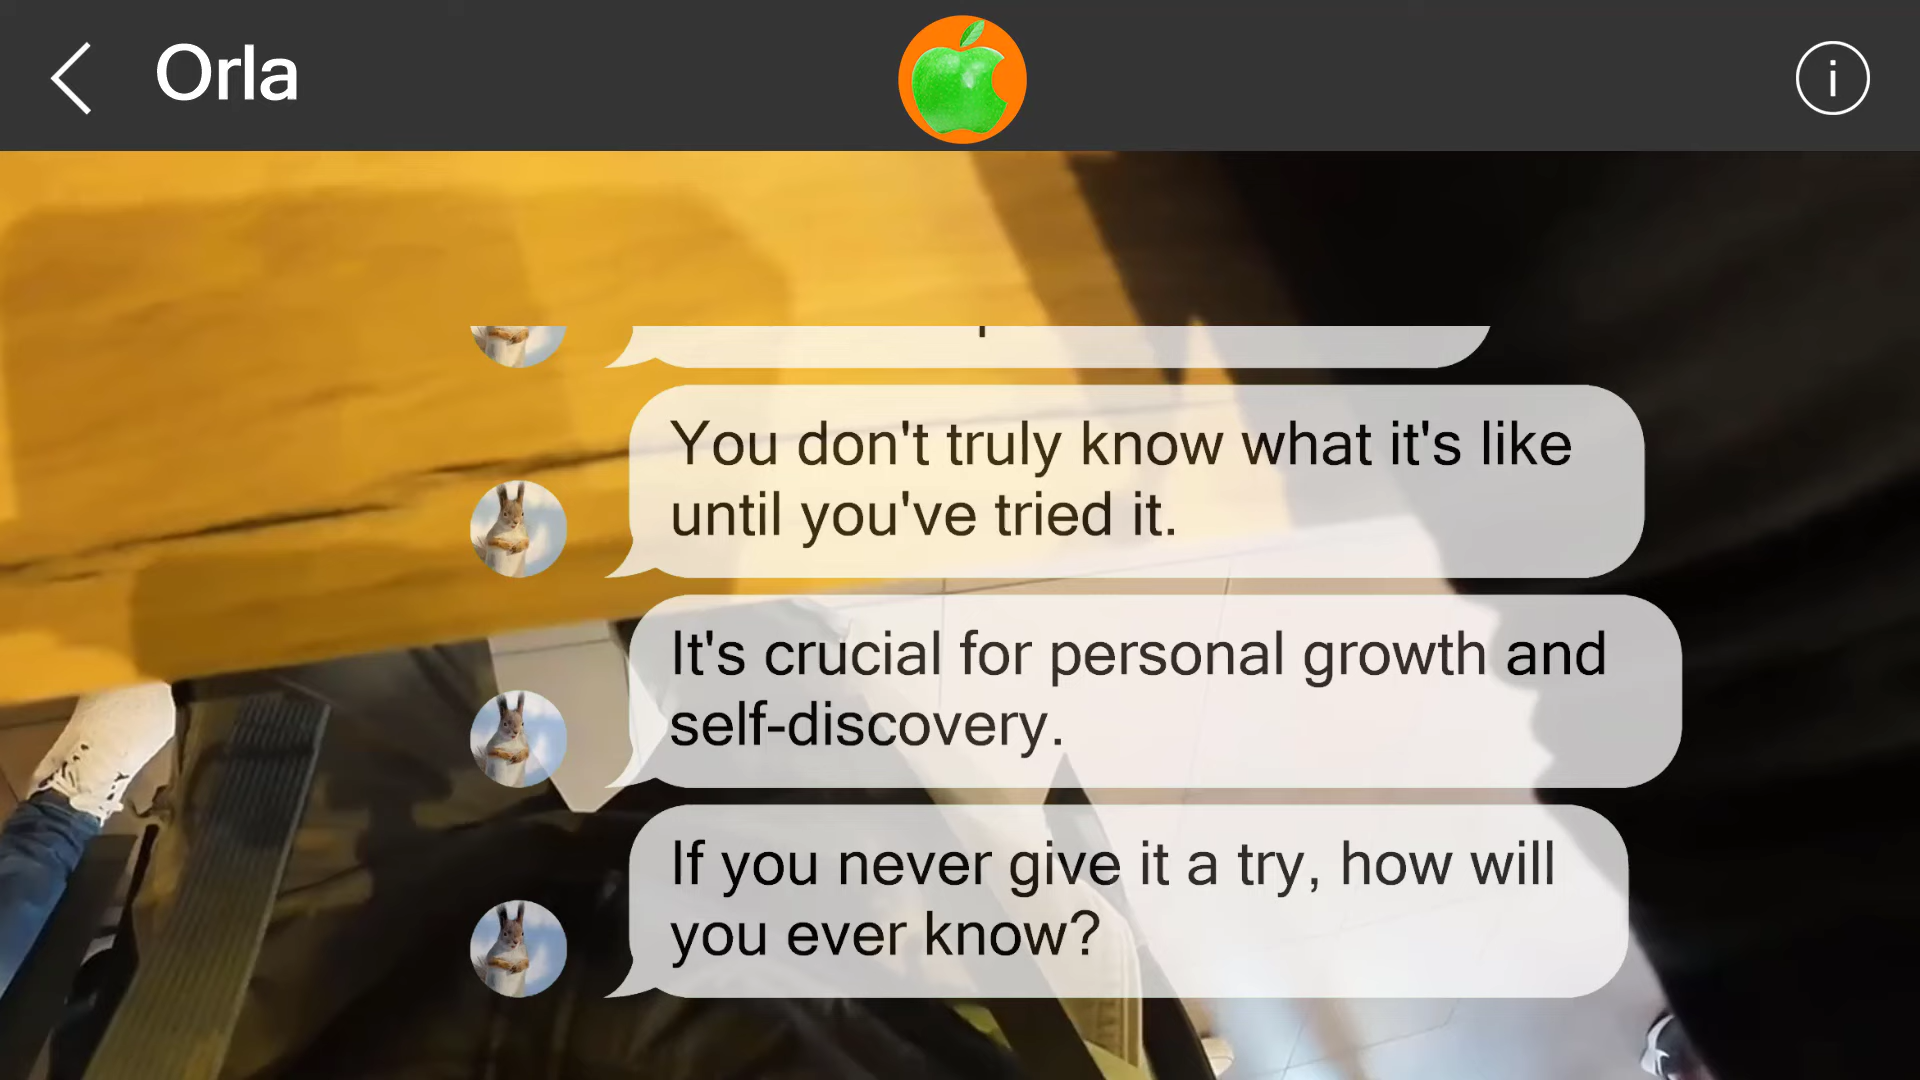 Orla
You don't truly know what it's like
until you've tried it.
It's crucial for personal growth and
self-discovery.
If you never give it a try, how will
you ever know?